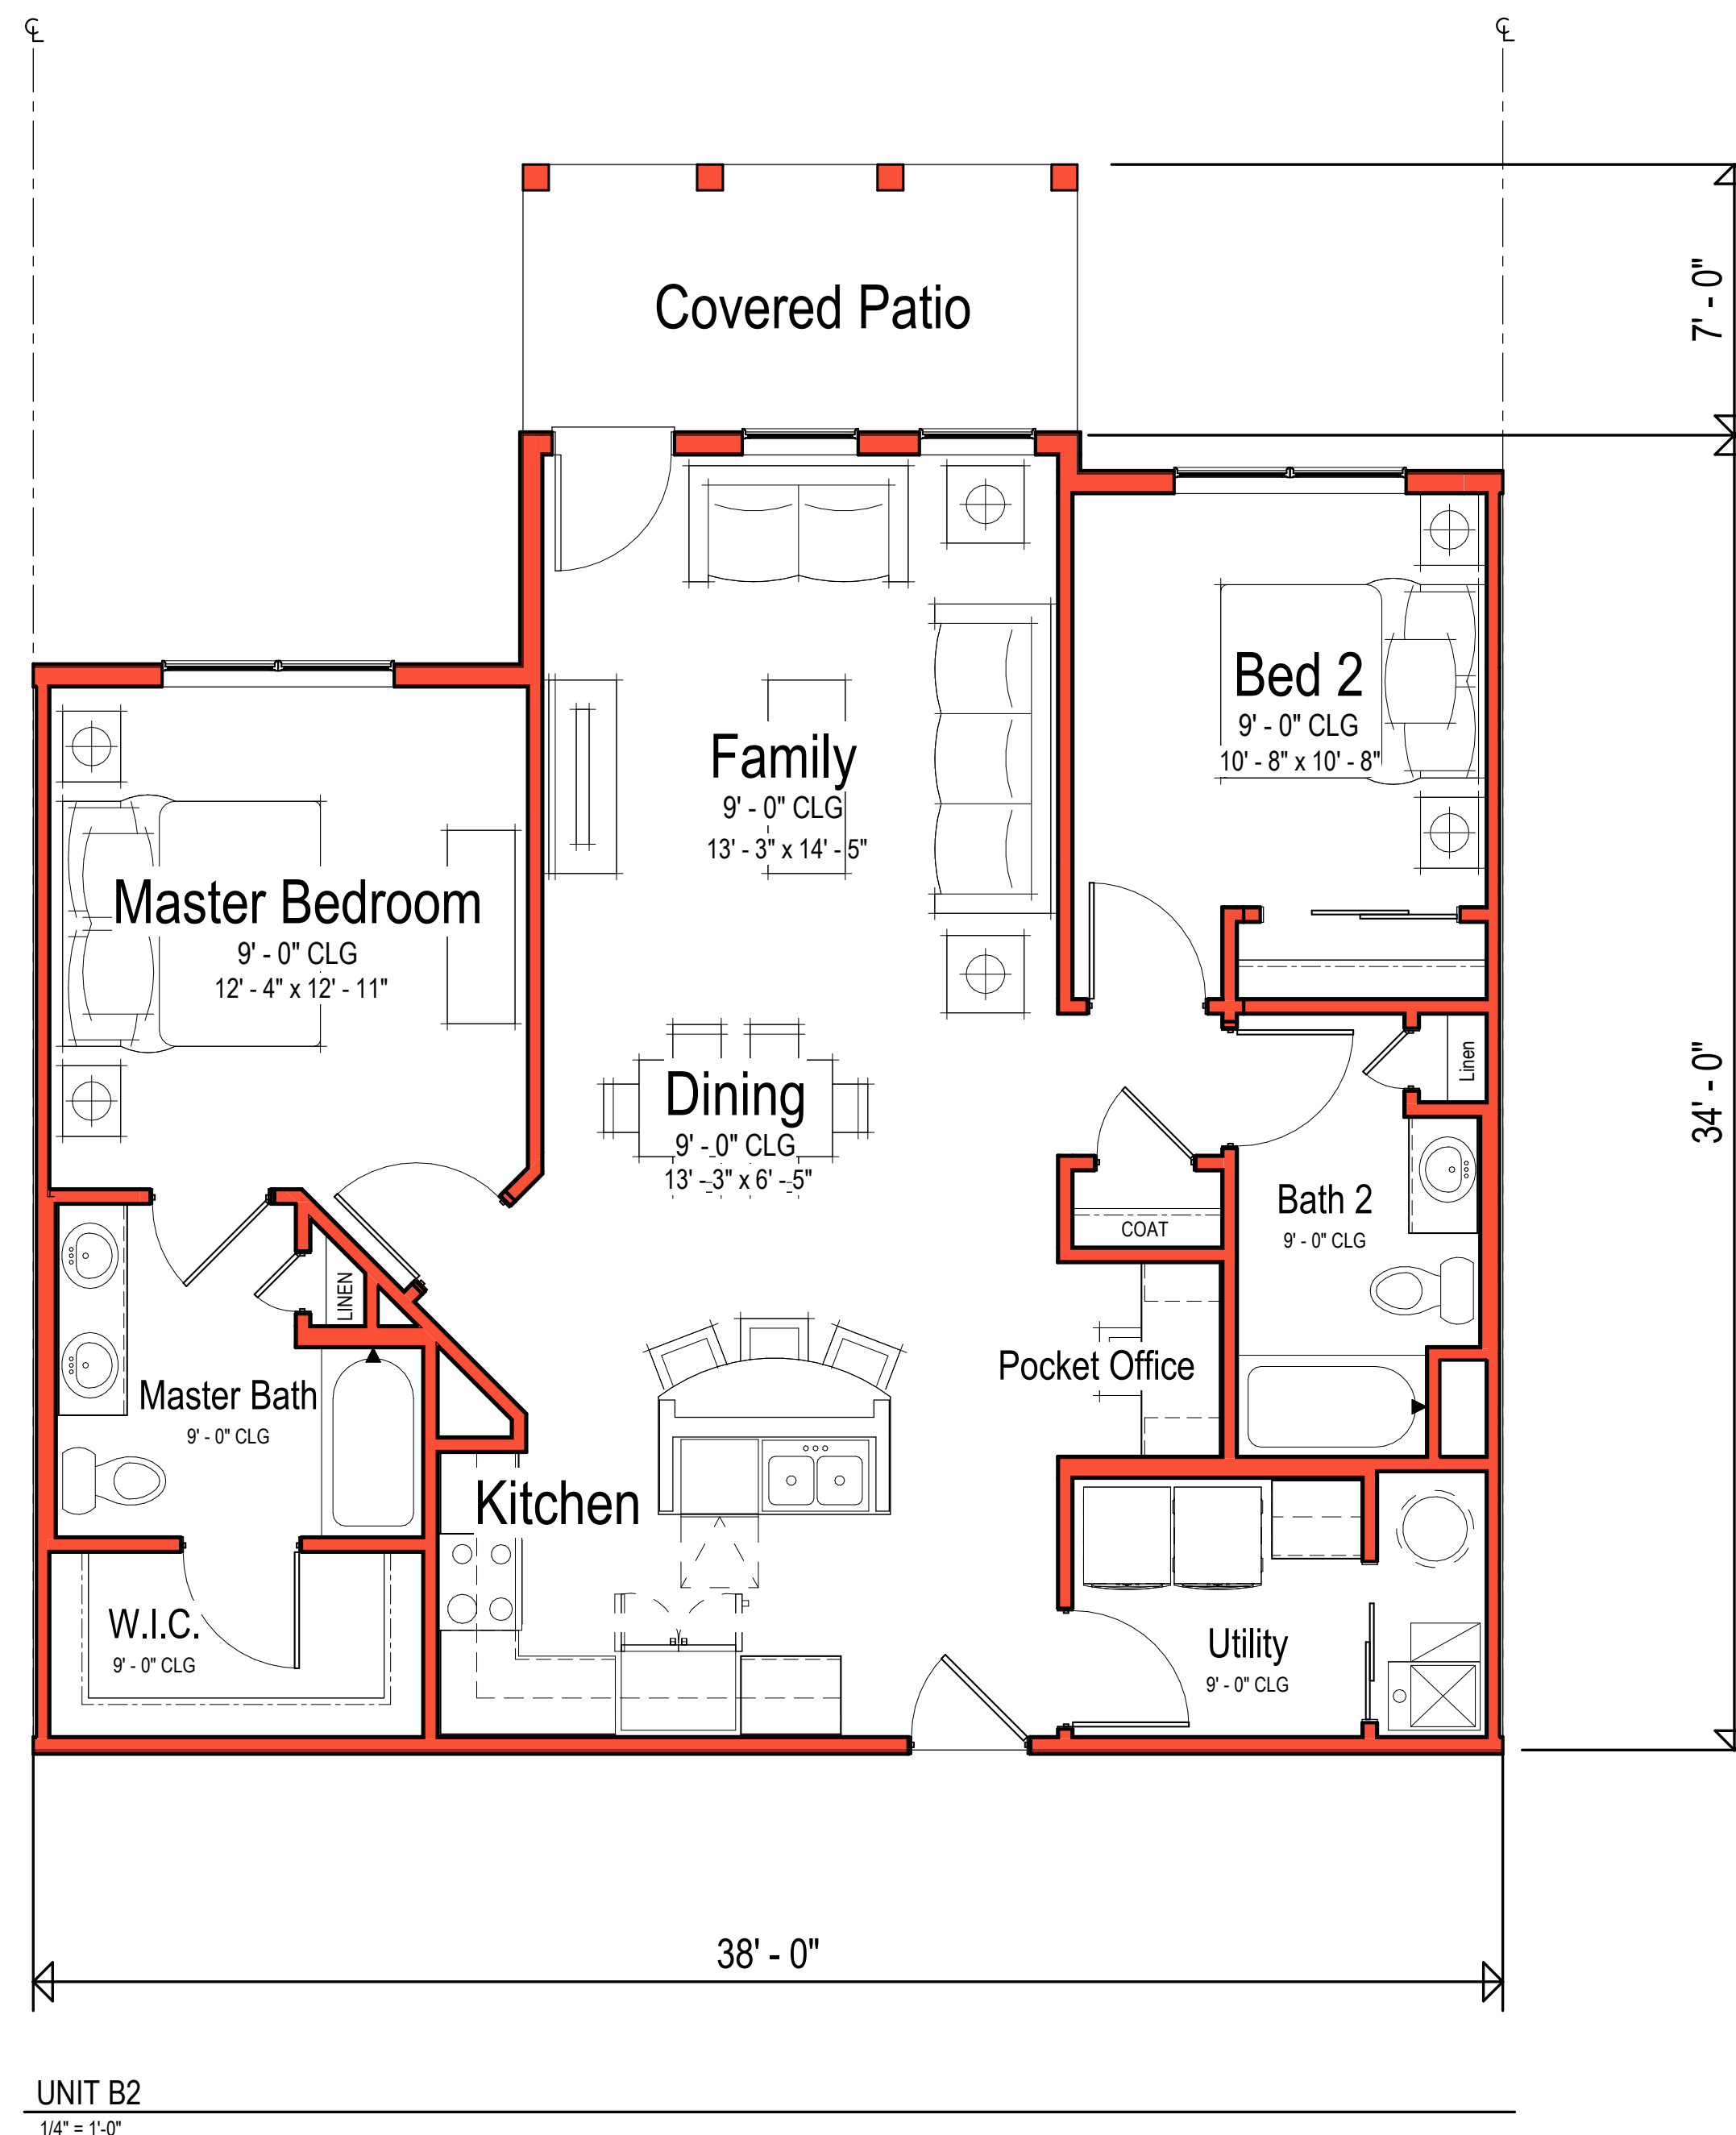 ℄
℄
Covered Patio
7' - 0"
Bed 2
9' - 0" CLG
10' - 8" x 10' - 8"
Family
9' - 0" CLG
13' - 3" x 14' - 5"
Master Bedroom
9' - 0" CLG
12' - 4" x 12' - 11"
Dining
9' - 0" CLG
13' - 3" x 6' - 5"
Linen
34' - 0"
COAT
Bath 2
9' - 0" CLG
LINEN
Pocket Office
Master Bath
9' - 0" CLG
Kitchen
W.I.C.
9' - 0" CLG
Utility
9' - 0" CLG
38' - 0"
UNIT B2
1/4" = 1'-0"